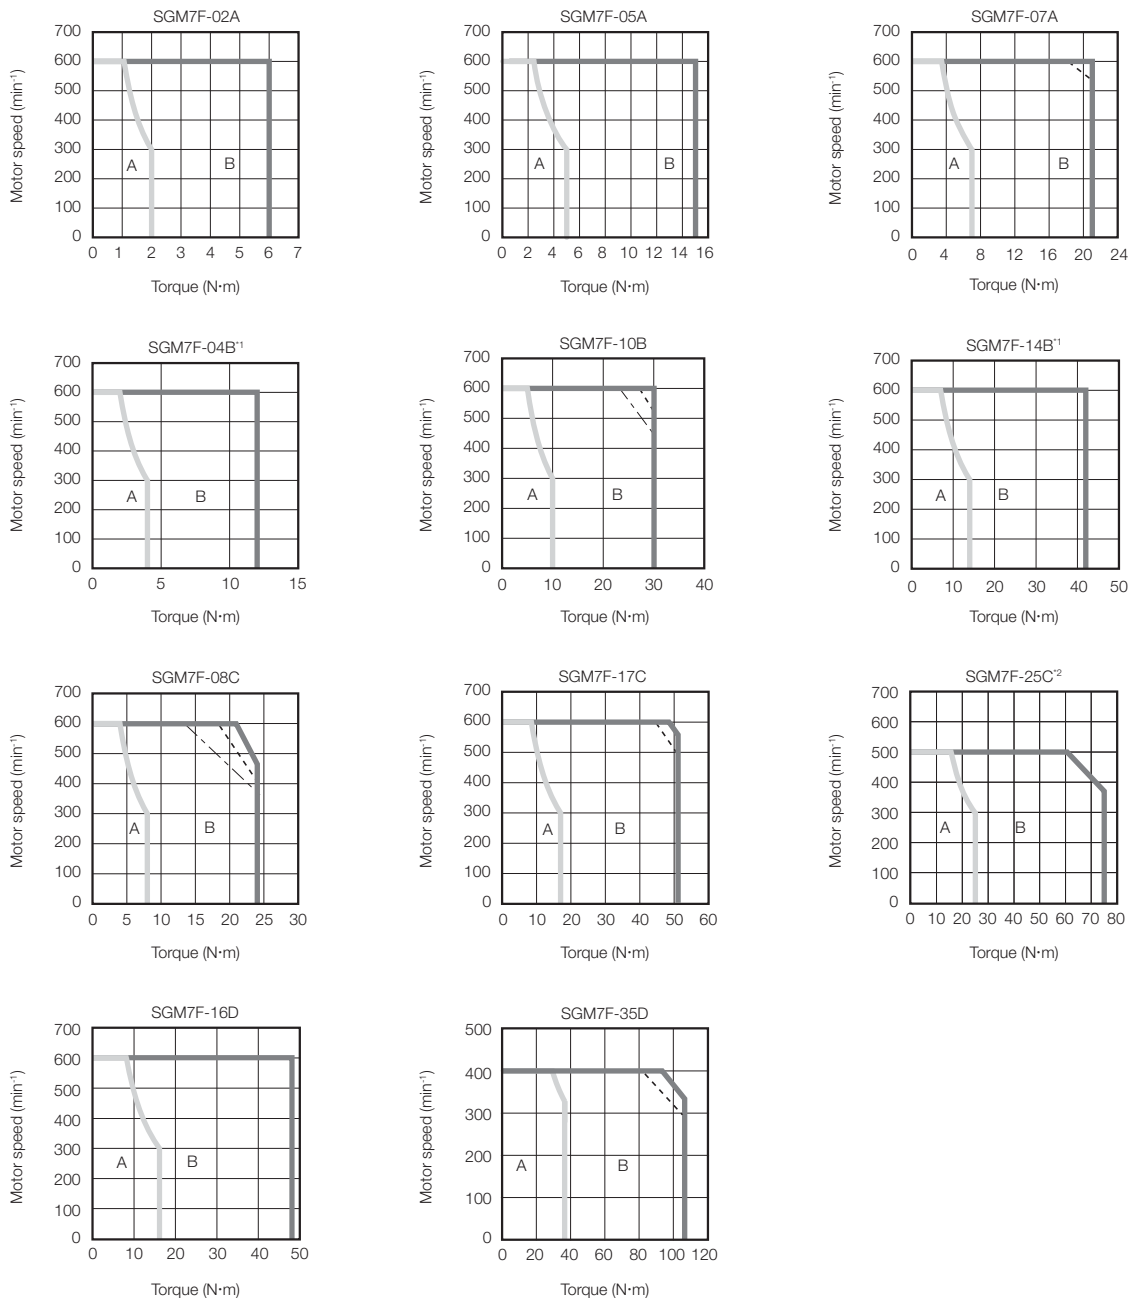 SGM7F-02A
Motor speed (min⁻¹)
700
600
500
400
300
200
100
0
A
B
0 1 2 3 4 5 6 7
Torque (N·m)
SGM7F-05A
Motor speed (min⁻¹)
700
600
500
400
300
200
100
0
A
B
0 2 4 6 8 10 12 14 16
Torque (N·m)
SGM7F-07A
Motor speed (min⁻¹)
700
600
500
400
300
200
100
0
A
B
0 4 8 12 16 20 24
Torque (N·m)
SGM7F-04B*1
Motor speed (min⁻¹)
700
600
500
400
300
200
100
0
A
B
0 5 10 15
Torque (N·m)
SGM7F-10B
Motor speed (min⁻¹)
700
600
500
400
300
200
100
0
A
B
0 10 20 30 40
Torque (N·m)
SGM7F-14B*1
Motor speed (min⁻¹)
700
600
500
400
300
200
100
0
A
B
0 10 20 30 40 50
Torque (N·m)
SGM7F-08C
Motor speed (min⁻¹)
700
600
500
400
300
200
100
0
A
B
0 5 10 15 20 25 30
Torque (N·m)
SGM7F-17C
Motor speed (min⁻¹)
700
600
500
400
300
200
100
0
A
B
0 10 20 30 40 50 60
Torque (N·m)
SGM7F-25C*2
Motor speed (min⁻¹)
700
600
500
400
300
200
100
0
A
B
0 10 20 30 40 50 60 70 80
Torque (N·m)
SGM7F-16D
Motor speed (min⁻¹)
700
600
500
400
300
200
100
0
A
B
0 10 20 30 40 50
Torque (N·m)
SGM7F-35D
Motor speed (min⁻¹)
500
400
300
200
100
0
A
B
0 20 40 60 80 100 120
Torque (N·m)